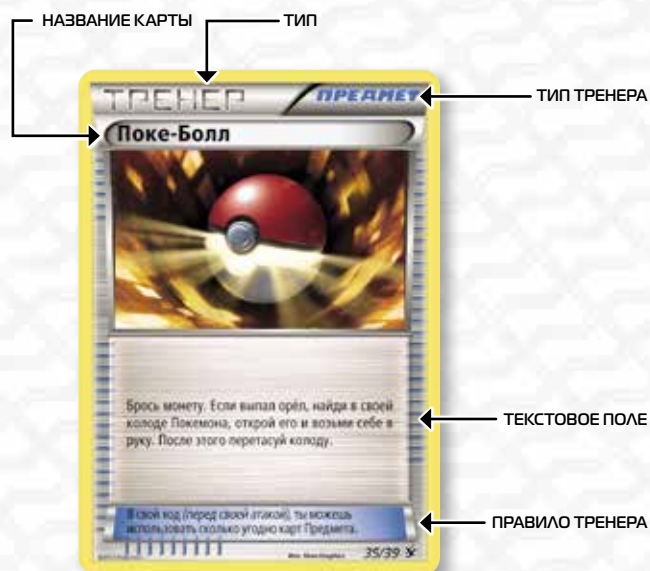 НАЗВАНИЕ КАРТЫ
ТИП
ТРЕНЕР
ПРЕДМЕТ
ТИП ТРЕНЕРА
Поке-Болл
Брось монету. Если выпал орёл, найди в своей
колоде Покемона, открой его и возьми себе в
руку. После этого перетасуй колоду.
ТЕКСТОВОЕ ПОЛЕ
В свой ход (перед своей атакой), ты можешь
использовать сколько угодно карт Предмета.
ПРАВИЛО ТРЕНЕРА
35/39